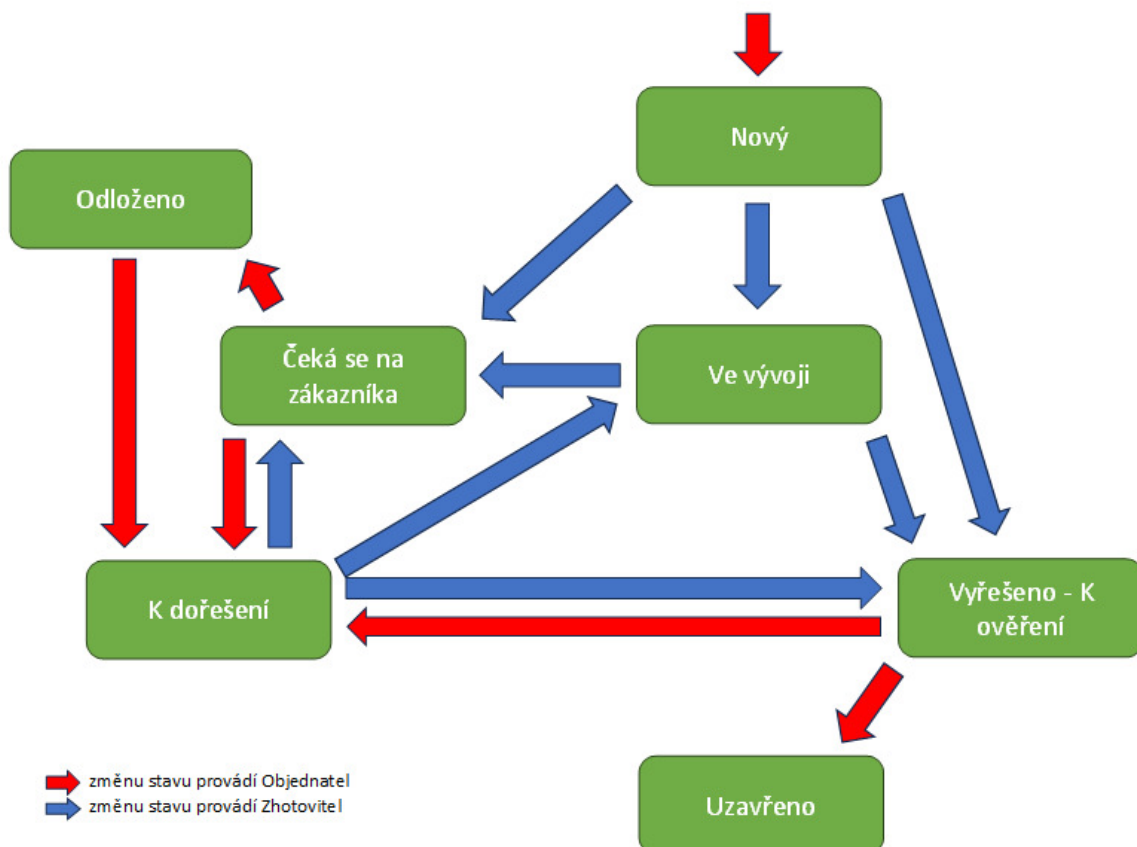 Nový
Odloženo
Čeká se na
zákazníka
Ve vývoji
K dořešení
Vyřešeno - K
ověření
Uzavřeno
změnu stavu provádí Objednatel
změnu stavu provádí Zhotovitel